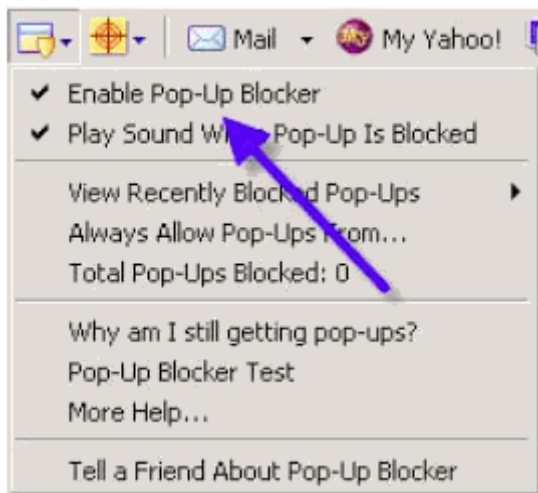 Mail My Yahoo!
Enable Pop-Up Blocker
Play Sound When Pop-Up Is Blocked
View Recently Blocked Pop-Ups
Always Allow Pop-Ups From...
Total Pop-Ups Blocked: 0
Why am I still getting pop-ups?
Pop-Up Blocker Test
More Help...
Tell a Friend About Pop-Up Blocker